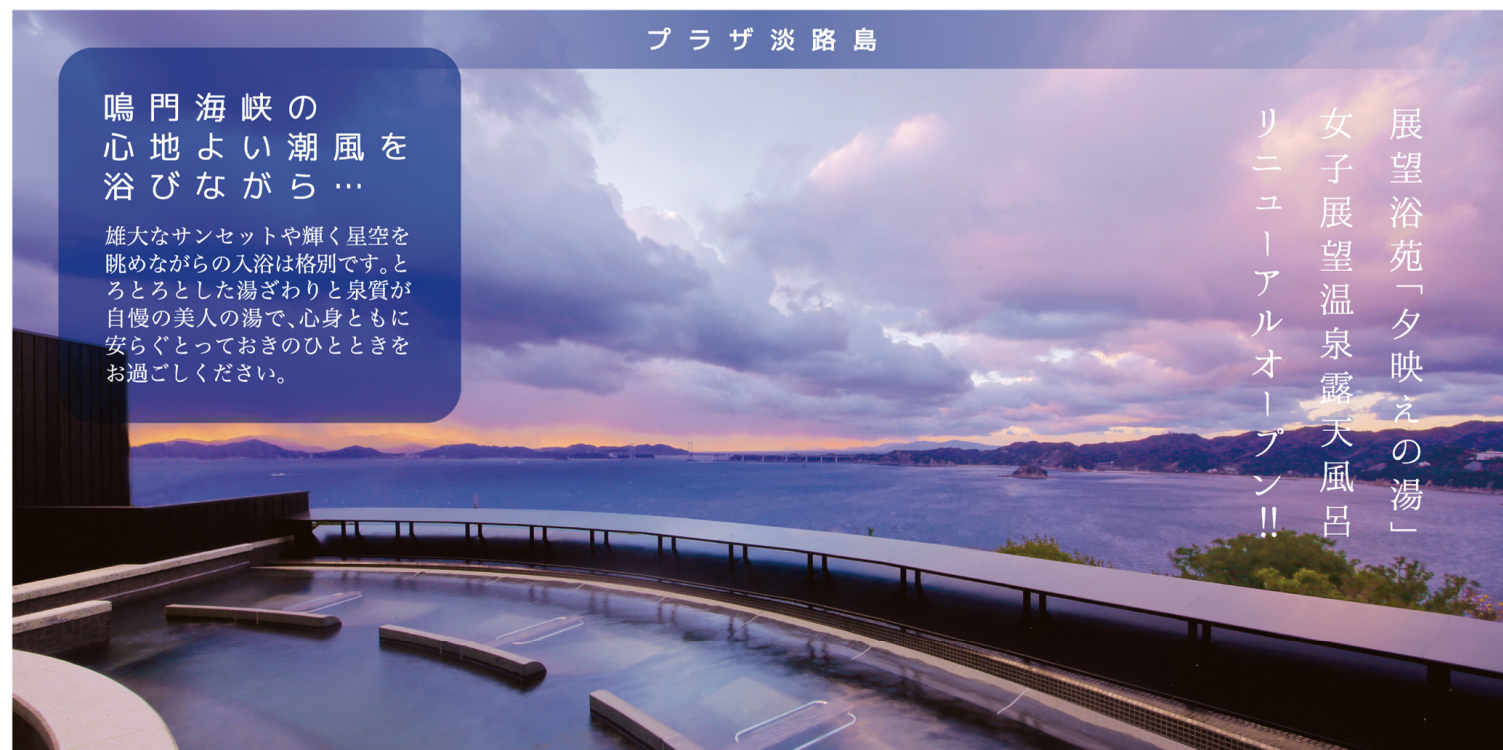 プラザ淡路島
鳴門海峡の
心地よい潮風を
浴びながら…
雄大なサンセットや輝く星空を
眺めながらの入浴は格別です。と
ろとろとした湯ざわりと泉質が
自慢の美人の湯で、心身ともに
安らぐとっておきのひとときを
お過ごしください。
展望浴苑「夕映えの湯」
女子展望温泉露天風呂
リニューアルオープン!!